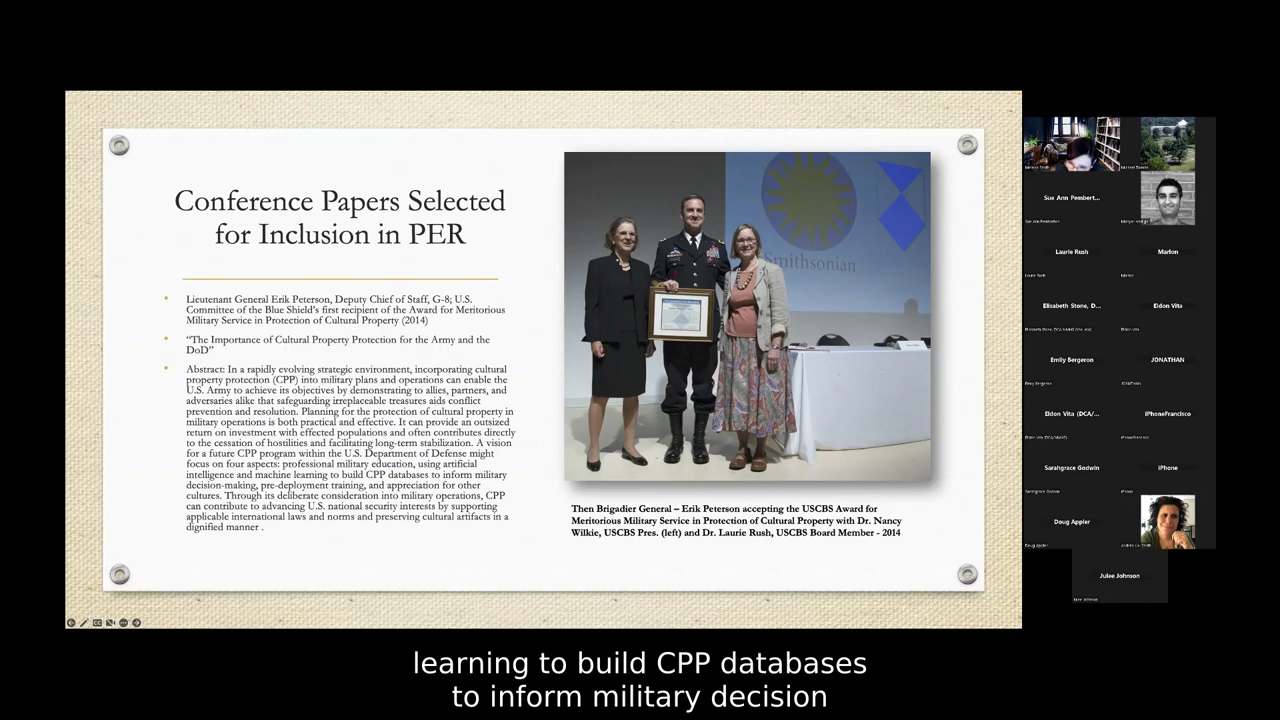 Conference Papers Selected
for Inclusion in PER
Lieutenant General Erik Peterson, Deputy Chief of Staff, G-8; U.S.
Committee of the Blue Shield's first recipient of the Award for Meritorious
Military Service in Protection of Cultural Property (2014)
"The Importance of Cultural Property Protection for the Army and the
DoD"
Abstract: In a rapidly evolving strategic environment, incorporating cultural
property protection (CPP) into military plans and operations can enable the
U.S. Army to achieve its objectives by demonstrating to allies, partners, and
adversaries alike that safeguarding irreplaceable treasures aids conflict
prevention and resolution. Planning for the protection of cultural property in
military operations is both practical and effective. It can provide an outsized
return on investment with effected populations and often contributes directly
to the cessation of hostilities and facilitating long-term stabilization. A vision
for a future CPP program within the U.S. Department of Defense might
focus on four aspects: professional military education, using artificial
intelligence and machine learning to build CPP databases to inform military
decision-making, pre-deployment training, and appreciation for other
cultures. Through its deliberate consideration into military operations, CPP
can contribute to advancing U.S. national security interests by supporting
applicable international laws and norms and preserving cultural artifacts in a
dignified manner .
Smithsonian
Then Brigadier General – Erik Peterson accepting the USCBS Award for
Meritorious Military Service in Protection of Cultural Property with Dr. Nancy
Wilkie, USCBS Pres. (left) and Dr. Laurie Rush, USCBS Board Member - 2014
Sue Ann Pembert...
Laurie Rush
Laurie Rush
Marlon
Marlon
Elisabeth Stone, D...
Eldon Vita
Eldon Vita
Emily Bergeron
Emily Bergeron
JONATHAN
Eldon Vita (DCA/...
iPhoneFrancisco
Sarahgrace Godwin
Sarahgrace Godwin
iPhone
iPhone
Doug Appler
Doug Appler
Julee Johnson
Julee Johnson
learning to build CPP databases
to inform military decision